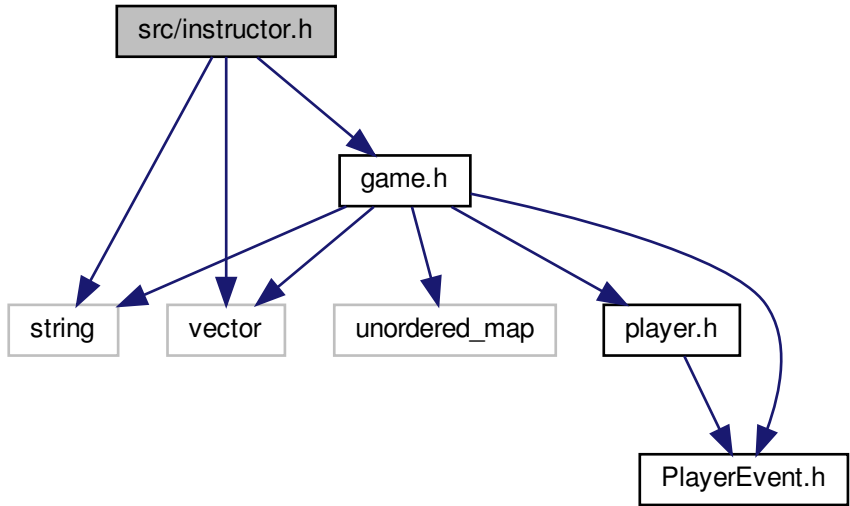 src/instructor.h
game.h
string
vector
unordered_map
player.h
PlayerEvent.h